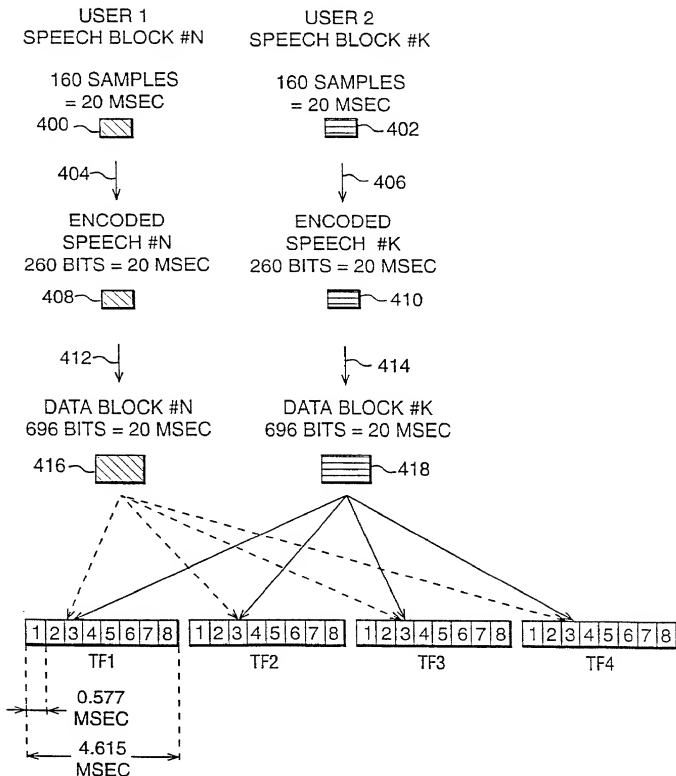 USER 1
SPEECH BLOCK #N
USER 2
SPEECH BLOCK #K
160 SAMPLES
= 20 MSEC
160 SAMPLES
= 20 MSEC
400
402
404
406
ENCODED
SPEECH #N
260 BITS = 20 MSEC
ENCODED
SPEECH #K
260 BITS = 20 MSEC
408
410
412
414
DATA BLOCK #N
696 BITS = 20 MSEC
DATA BLOCK #K
696 BITS = 20 MSEC
416
418
1 2 3 4 5 6 7 8
1 2 3 4 5 6 7 8
1 2 3 4 5 6 7 8
1 2 3 4 5 6 7 8
TF1
TF2
TF3
TF4
0.577
MSEC
4.615
MSEC